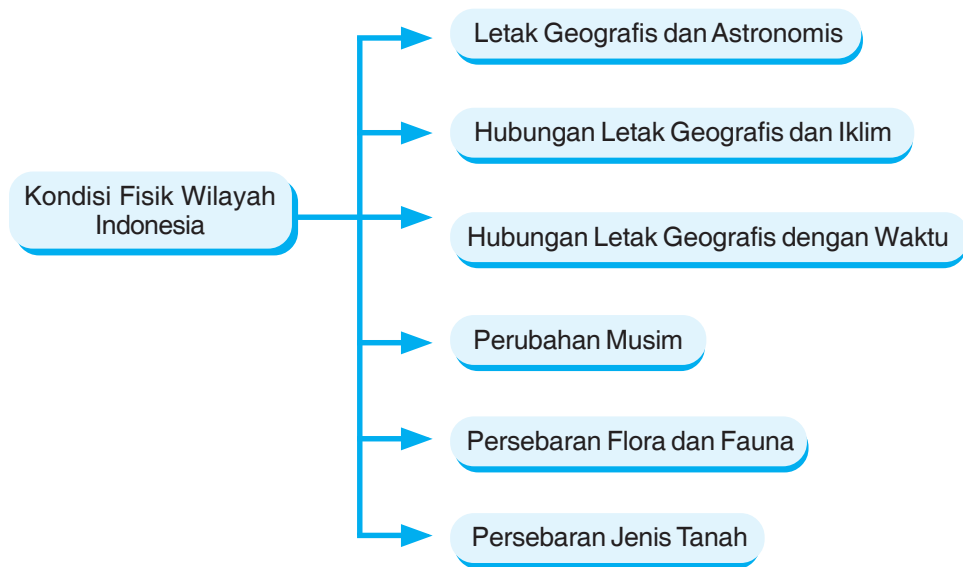 Kondisi Fisik Wilayah
Indonesia
Letak Geografis dan Astronomis
Hubungan Letak Geografis dan Iklim
Hubungan Letak Geografis dengan Waktu
Perubahan Musim
Persebaran Flora dan Fauna
Persebaran Jenis Tanah